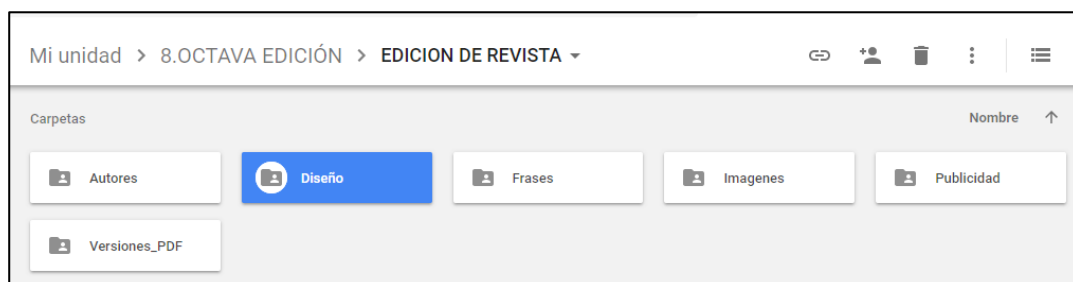 Mi unidad > 8.OCTAVA EDICIÓN > EDICION DE REVISTA
Carpetas Nombre
Autores Diseño Frases Imagenes Publicidad
Versiones_PDF